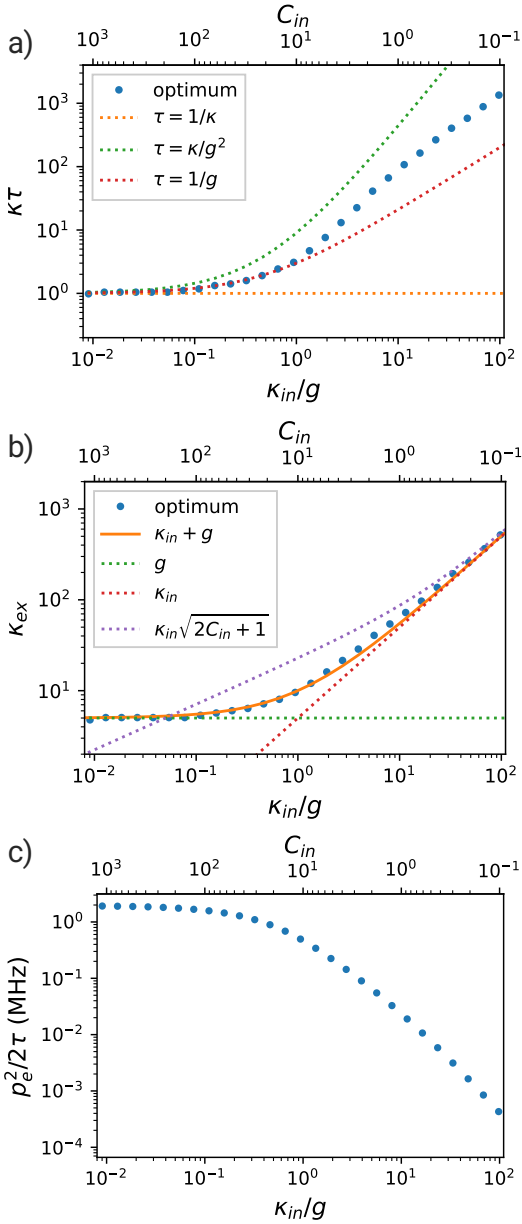 a)
C_in
10^3 10^2 10^1 10^0 10^-1
optimum
τ = 1/κ
τ = κ/g^2
τ = 1/g
κτ
10^3
10^2
10^1
10^0
10^-2 10^-1 10^0 10^1 10^2
κ_in/g
b)
C_in
10^3 10^2 10^1 10^0 10^-1
optimum
κ_in + g
g
κ_in
κ_in√(2C_in + 1)
κ_ex
10^3
10^2
10^1
10^-2 10^-1 10^0 10^1 10^2
κ_in/g
c)
C_in
10^3 10^2 10^1 10^0 10^-1
p_e^2/2τ (MHz)
10^0
10^-1
10^-2
10^-3
10^-4
10^-2 10^-1 10^0 10^1 10^2
κ_in/g